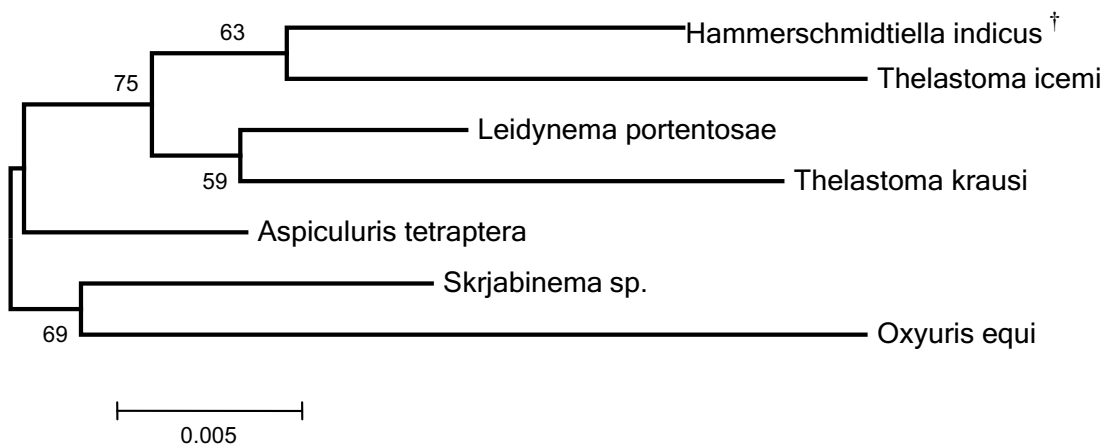 63
Hammerschmidtiella indicus †
75
Thelastoma icemi
Leidynema portentosae
59
Thelastoma krausi
Aspiculuris tetraptera
Skrjabinema sp.
69
Oxyuris equi
0.005